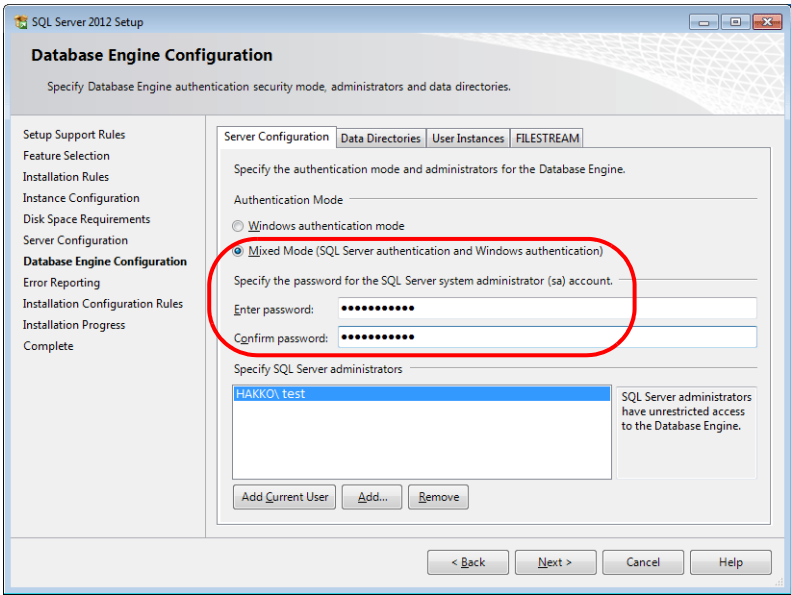 SQL Server 2012 Setup
Database Engine Configuration
Specify Database Engine authentication security mode, administrators and data directories.
Setup Support Rules
Feature Selection
Installation Rules
Instance Configuration
Disk Space Requirements
Server Configuration
Database Engine Configuration
Error Reporting
Installation Configuration Rules
Installation Progress
Complete
Server Configuration Data Directories User Instances FILESTREAM
Specify the authentication mode and administrators for the Database Engine.
Authentication Mode
Windows authentication mode
Mixed Mode (SQL Server authentication and Windows authentication)
Specify the password for the SQL Server system administrator (sa) account.
Enter password: ●●●●●●●●●●●
Confirm password: ●●●●●●●●●●●
Specify SQL Server administrators
HAKKO\ test
SQL Server administrators
have unrestricted access
to the Database Engine.
Add Current User Add... Remove
< Back Next > Cancel Help